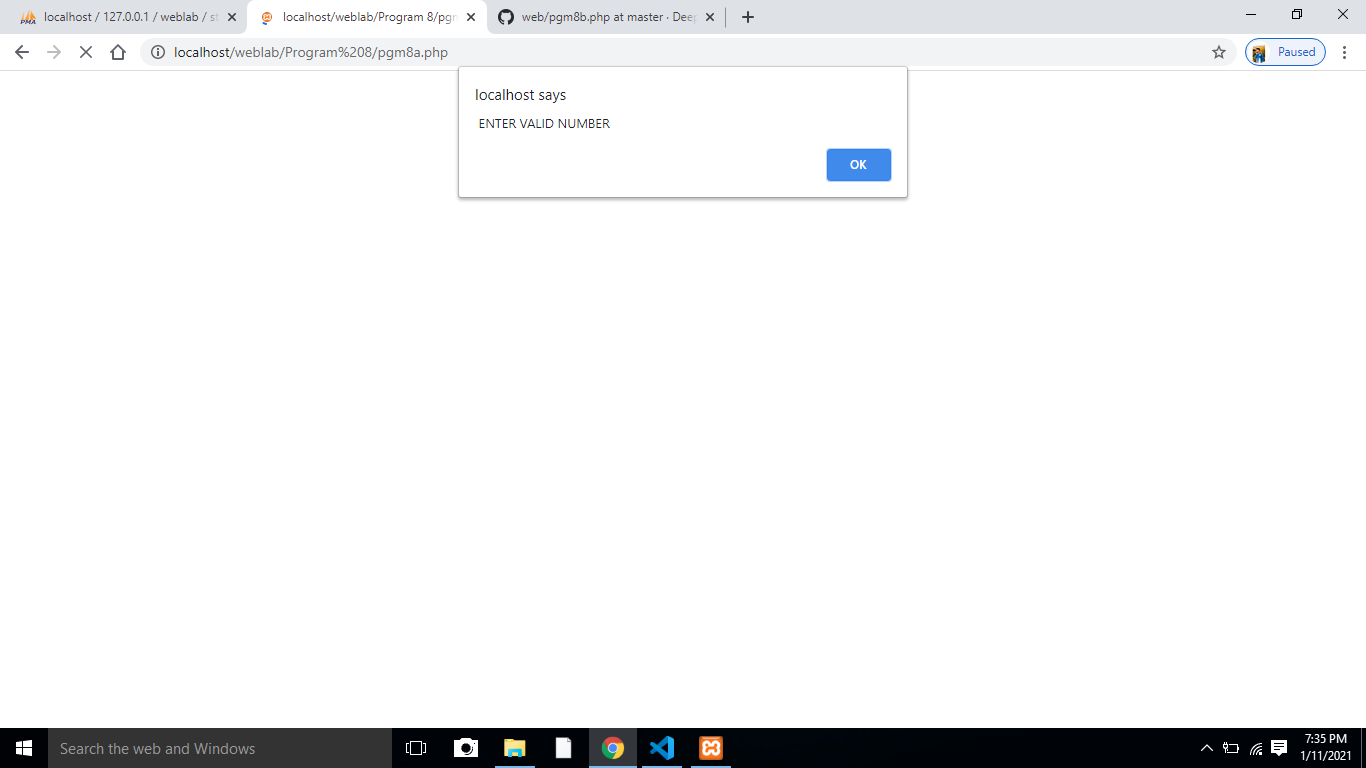 localhost / 127.0.0.1 / weblab / st
localhost/weblab/Program 8/pgm
web/pgm8b.php at master · Deep
localhost/weblab/Program%208/pgm8a.php
Paused
localhost says
ENTER VALID NUMBER
OK
Search the web and Windows
7:35 PM
1/11/2021